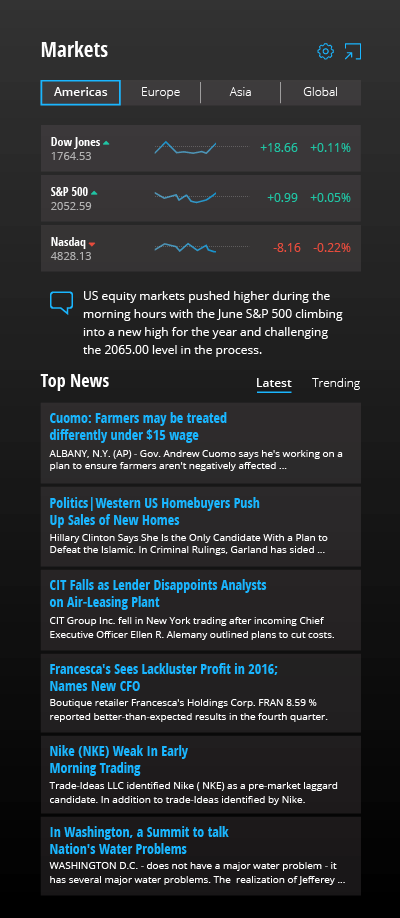 Markets
Americas Europe Asia Global
Dow Jones
1764.53
+18.66 +0.11%
S&P 500
2052.59
+0.99 +0.05%
Nasdaq
4828.13
-8.16 -0.22%
US equity markets pushed higher during the
morning hours with the June S&P 500 climbing
into a new high for the year and challenging
the 2065.00 level in the process.
Top News
Latest Trending
Cuomo: Farmers may be treated
differently under $15 wage
ALBANY, N.Y. (AP) - Gov. Andrew Cuomo says he's working on a
plan to ensure farmers aren't negatively affected ...
Politics|Western US Homebuyers Push
Up Sales of New Homes
Hillary Clinton Says She Is the Only Candidate With a Plan to
Defeat the Islamic. In Criminal Rulings, Garland has sided ...
CIT Falls as Lender Disappoints Analysts
on Air-Leasing Plant
CIT Group Inc. fell in New York trading after incoming Chief
Executive Officer Ellen R. Alemany outlined plans to cut costs.
Francesca's Sees Lackluster Profit in 2016;
Names New CFO
Boutique retailer Francesca's Holdings Corp. FRAN 8.59 %
reported better-than-expected results in the fourth quarter.
Nike (NKE) Weak In Early
Morning Trading
Trade-Ideas LLC identified Nike ( NKE) as a pre-market laggard
candidate. In addition to trade-Ideas identified by Nike.
In Washington, a Summit to talk
Nation's Water Problems
WASHINGTON D.C. - does not have a major water problem - it
has several major water problems. The realization of Jefferey ...